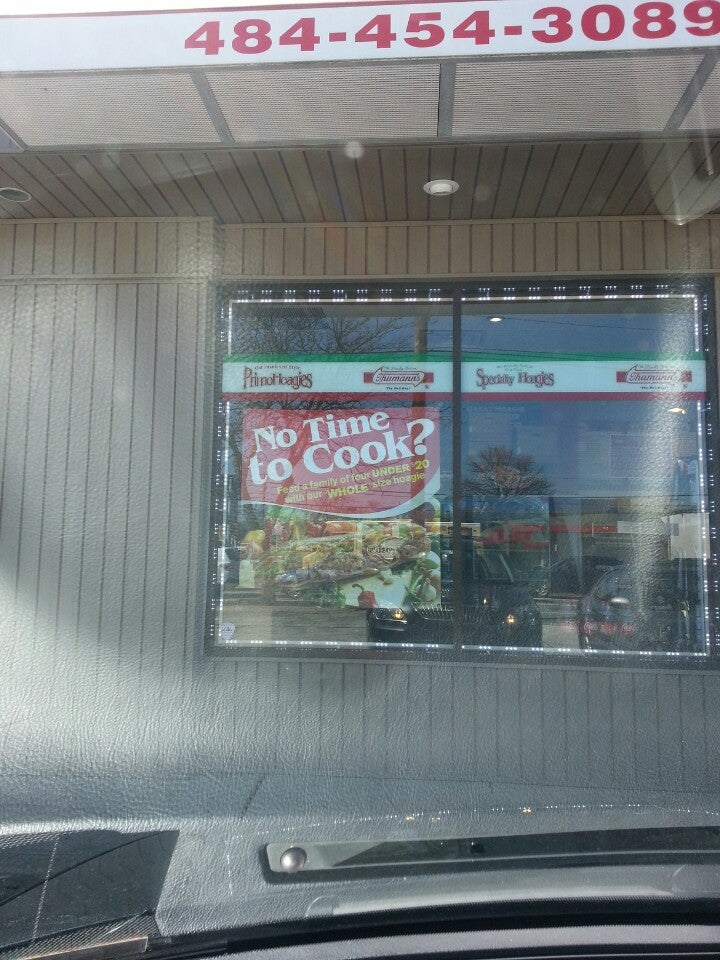 484-454-3089
PrimoHoagies
Thumann's
Specialty Hoagies
Thumann's
No Time
to Cook?
Feed a family of four UNDER $20
with our "WHOLE" size hoagie